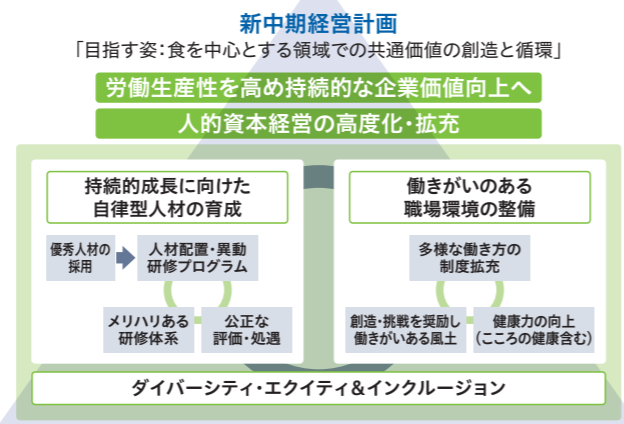 新中期経営計画
「目指す姿：食を中心とする領域での共通価値の創造と循環」
労働生産性を高め持続的な企業価値向上へ
人的資本経営の高度化・拡充
持続的成長に向けた
自律型人材の育成
優秀人材の
採用
人材配置・異動
研修プログラム
メリハリある
研修体系
公正な
評価・処遇
働きがいのある
職場環境の整備
多様な働き方の
制度拡充
創造・挑戦を奨励し
働きがいある風土
健康力の向上
（こころの健康含む）
ダイバーシティ・エクイティ＆インクルージョン